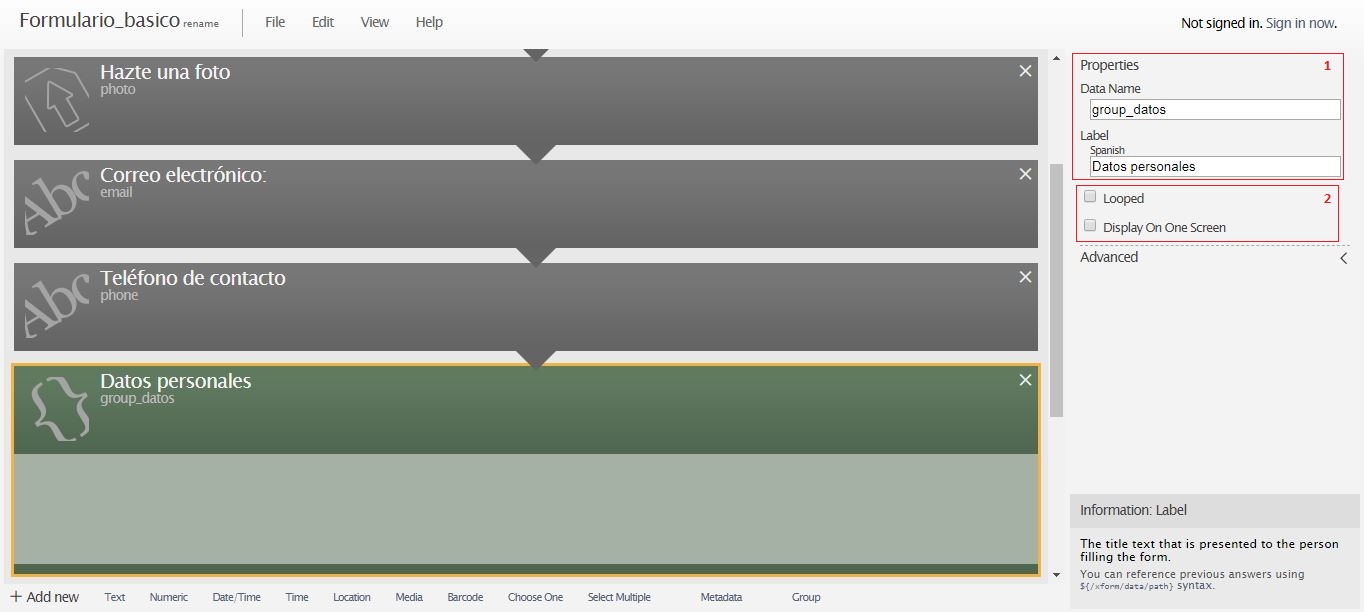 Formulario_basico rename File Edit View Help Not signed in. Sign in now.
Hazte una foto
photo
Abc
Correo electrónico:
email
Abc
Teléfono de contacto
phone
{}
Datos personales
group_datos
Properties 1
Data Name
group_datos
Label
Spanish
Datos personales
Looped 2
Display On One Screen
Advanced
Information: Label
The title text that is presented to the person
filling the form.
You can reference previous answers using
${/xform/data/path} syntax.
+ Add new Text Numeric Date/Time Time Location Media Barcode Choose One Select Multiple Metadata Group